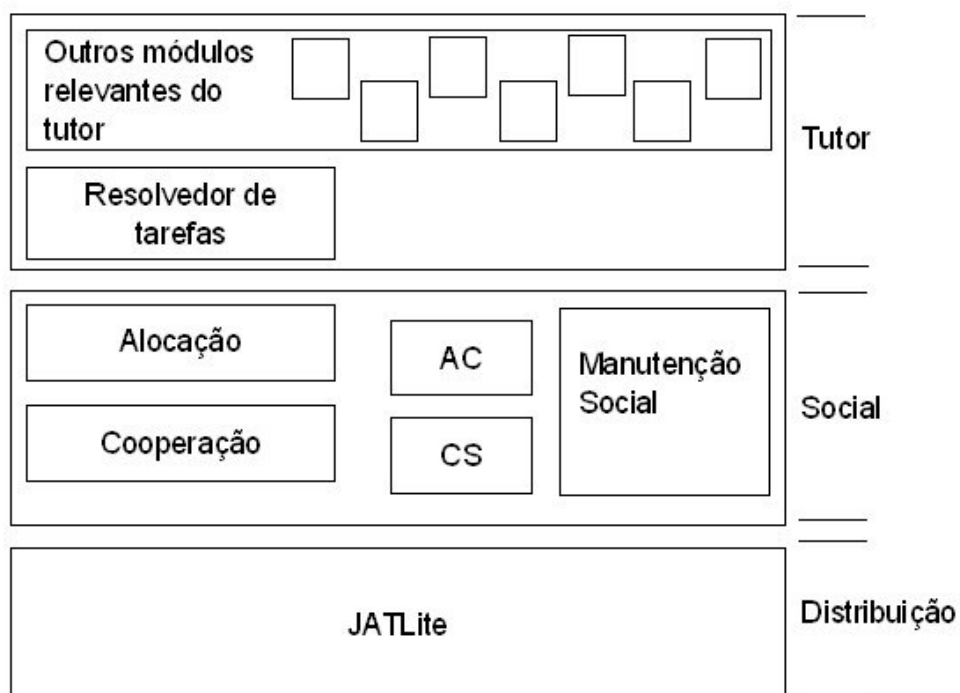 Outros módulos
relevantes do
tutor
Tutor
Resolvedor de
tarefas
Alocação
AC
Manutenção
Social
Social
Cooperação
CS
JATLite
Distribuição